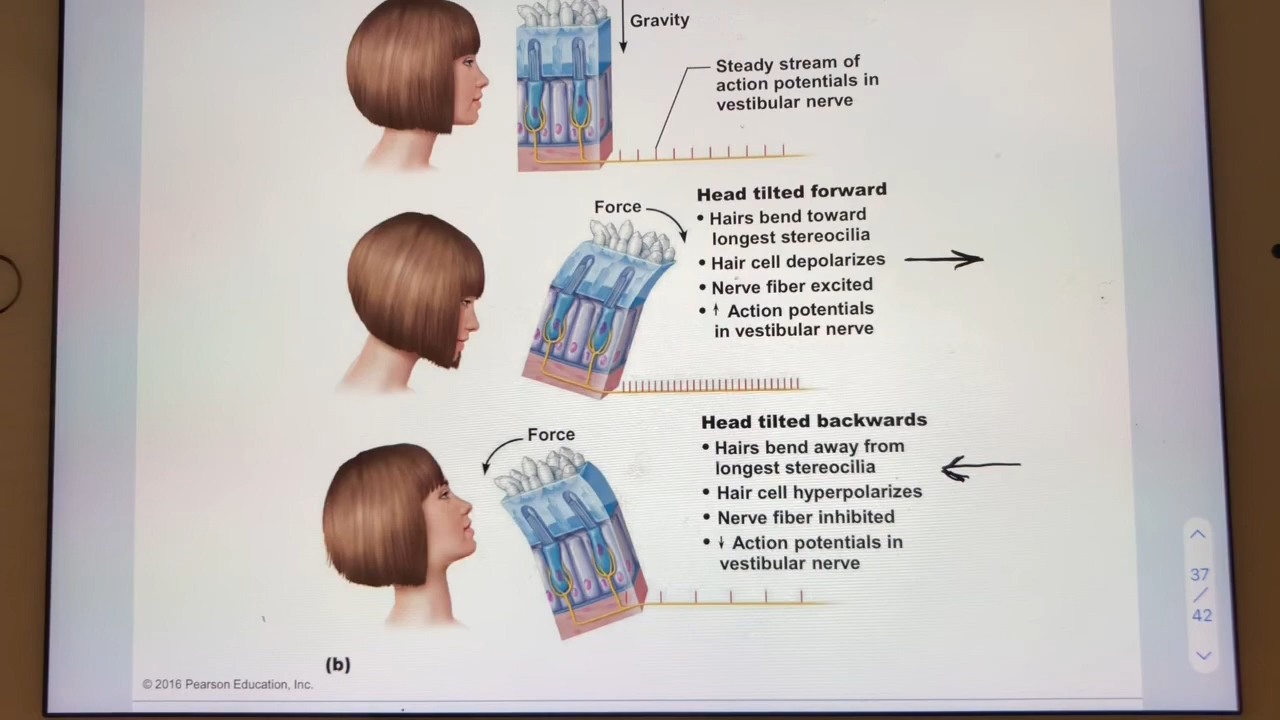 Gravity
Steady stream of
action potentials in
vestibular nerve
Force
Head tilted forward
• Hairs bend toward
longest stereocilia
• Hair cell depolarizes
• Nerve fiber excited
• ↑ Action potentials
in vestibular nerve
Force
Head tilted backwards
• Hairs bend away from
longest stereocilia
• Hair cell hyperpolarizes
• Nerve fiber inhibited
• ↓ Action potentials in
vestibular nerve
37
/
42
(b)
© 2016 Pearson Education, Inc.